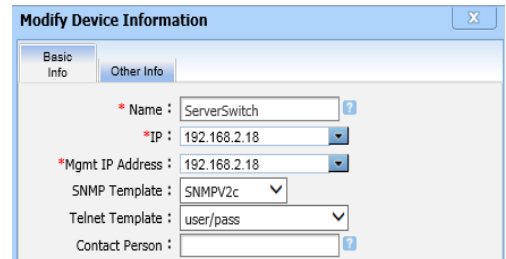 Modify Device Information X
Basic
Info
Other Info
* Name : ServerSwitch ?
*IP : 192.168.2.18
*Mgmt IP Address : 192.168.2.18
SNMP Template : SNMPV2c
Telnet Template : user/pass
Contact Person : ?